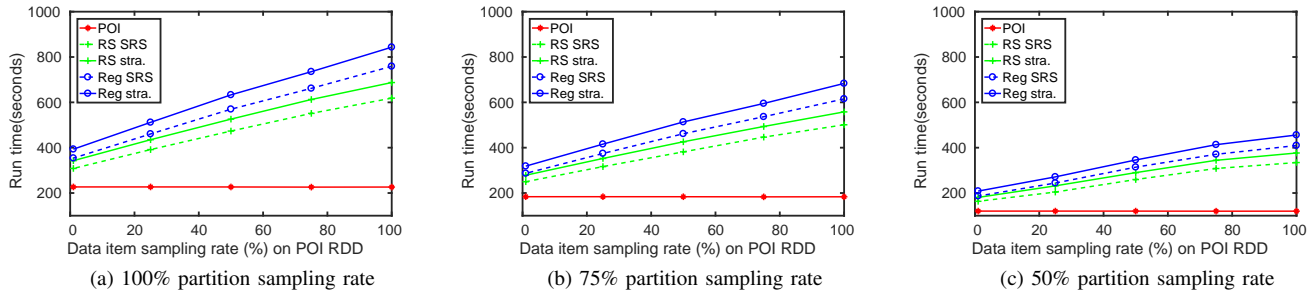 1000
800
600
400
200
Run time(seconds)
POI
RS SRS
RS stra.
Reg SRS
Reg stra.
0 20 40 60 80 100
Data item sampling rate (%) on POI RDD
(a) 100% partition sampling rate
1000
800
600
400
200
Run time(seconds)
POI
RS SRS
RS stra.
Reg SRS
Reg stra.
0 20 40 60 80 100
Data item sampling rate (%) on POI RDD
(b) 75% partition sampling rate
1000
800
600
400
200
Run time(seconds)
POI
RS SRS
RS stra.
Reg SRS
Reg stra.
0 20 40 60 80 100
Data item sampling rate (%) on POI RDD
(c) 50% partition sampling rate